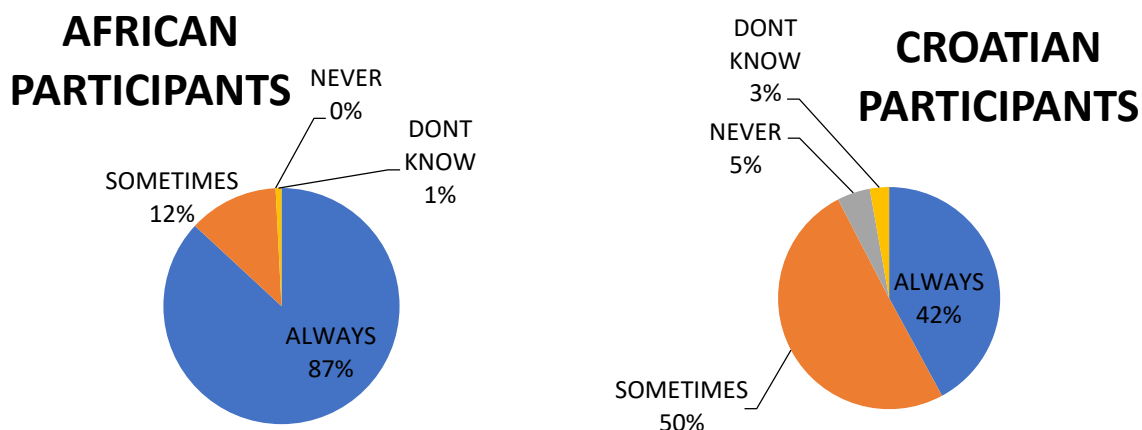 AFRICAN
PARTICIPANTS
NEVER
0%
DONT
KNOW
1%
SOMETIMES
12%
ALWAYS
87%
CROATIAN
PARTICIPANTS
DONT
KNOW
3%
NEVER
5%
ALWAYS
42%
SOMETIMES
50%